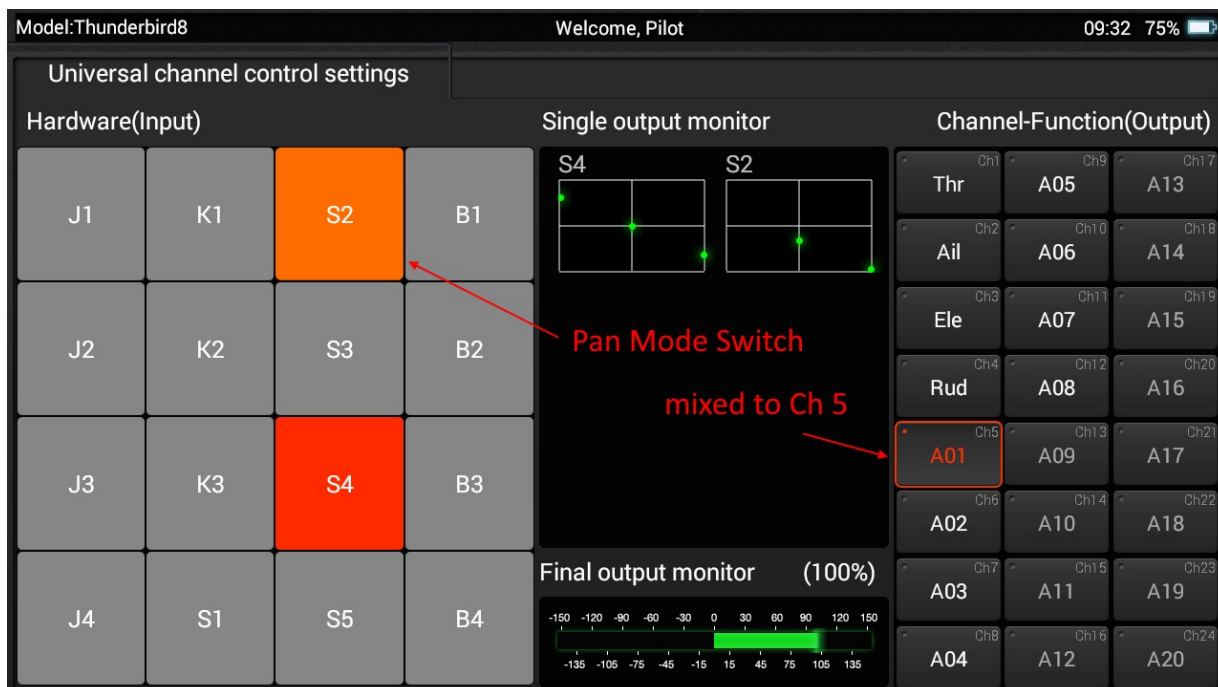 Model:Thunderbird8 Welcome, Pilot 09:32 75%
Universal channel control settings
Hardware(Input) Single output monitor Channel-Function(Output)
J1 K1 S2 B1
J2 K2 S3 B2
J3 K3 S4 B3
J4 S1 S5 B4
S4 S2
Pan Mode Switch
mixed to Ch 5
Final output monitor (100%)
-150 -120 -90 -60 -30 0 30 60 90 120 150
-135 -105 -75 -45 -15 15 45 75 105 135
Ch1 Ch9 Ch17
Thr A05 A13
Ch2 Ch10 Ch18
Ail A06 A14
Ch3 Ch11 Ch19
Ele A07 A15
Ch4 Ch12 Ch20
Rud A08 A16
Ch5 Ch13 Ch21
A01 A09 A17
Ch6 Ch14 Ch22
A02 A10 A18
Ch7 Ch15 Ch23
A03 A11 A19
Ch8 Ch16 Ch24
A04 A12 A20